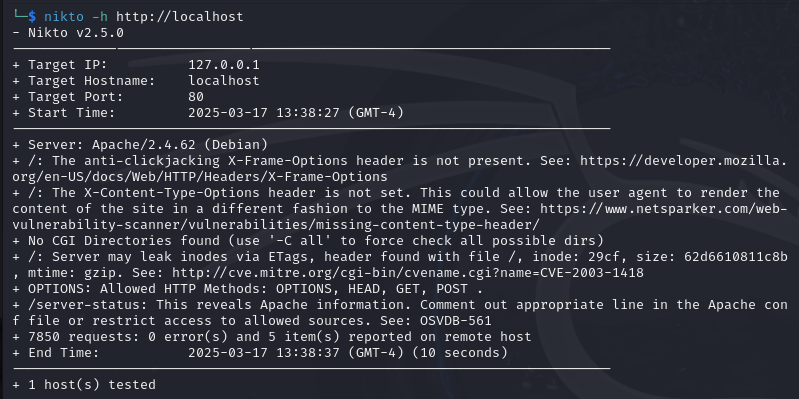 └─$ nikto -h http://localhost
- Nikto v2.5.0
---------------------------------------------------------------------------
+ Target IP:          127.0.0.1
+ Target Hostname:    localhost
+ Target Port:        80
+ Start Time:         2025-03-17 13:38:27 (GMT-4)
---------------------------------------------------------------------------
+ Server: Apache/2.4.62 (Debian)
+ /: The anti-clickjacking X-Frame-Options header is not present. See: https://developer.mozilla.
org/en-US/docs/Web/HTTP/Headers/X-Frame-Options
+ /: The X-Content-Type-Options header is not set. This could allow the user agent to render the
content of the site in a different fashion to the MIME type. See: https://www.netsparker.com/web-
vulnerability-scanner/vulnerabilities/missing-content-type-header/
+ No CGI Directories found (use '-C all' to force check all possible dirs)
+ /: Server may leak inodes via ETags, header found with file /, inode: 29cf, size: 62d6610811c8b
, mtime: gzip. See: http://cve.mitre.org/cgi-bin/cvename.cgi?name=CVE-2003-1418
+ OPTIONS: Allowed HTTP Methods: OPTIONS, HEAD, GET, POST .
+ /server-status: This reveals Apache information. Comment out appropriate line in the Apache con
f file or restrict access to allowed sources. See: OSVDB-561
+ 7850 requests: 0 error(s) and 5 item(s) reported on remote host
+ End Time:           2025-03-17 13:38:37 (GMT-4) (10 seconds)
---------------------------------------------------------------------------
+ 1 host(s) tested